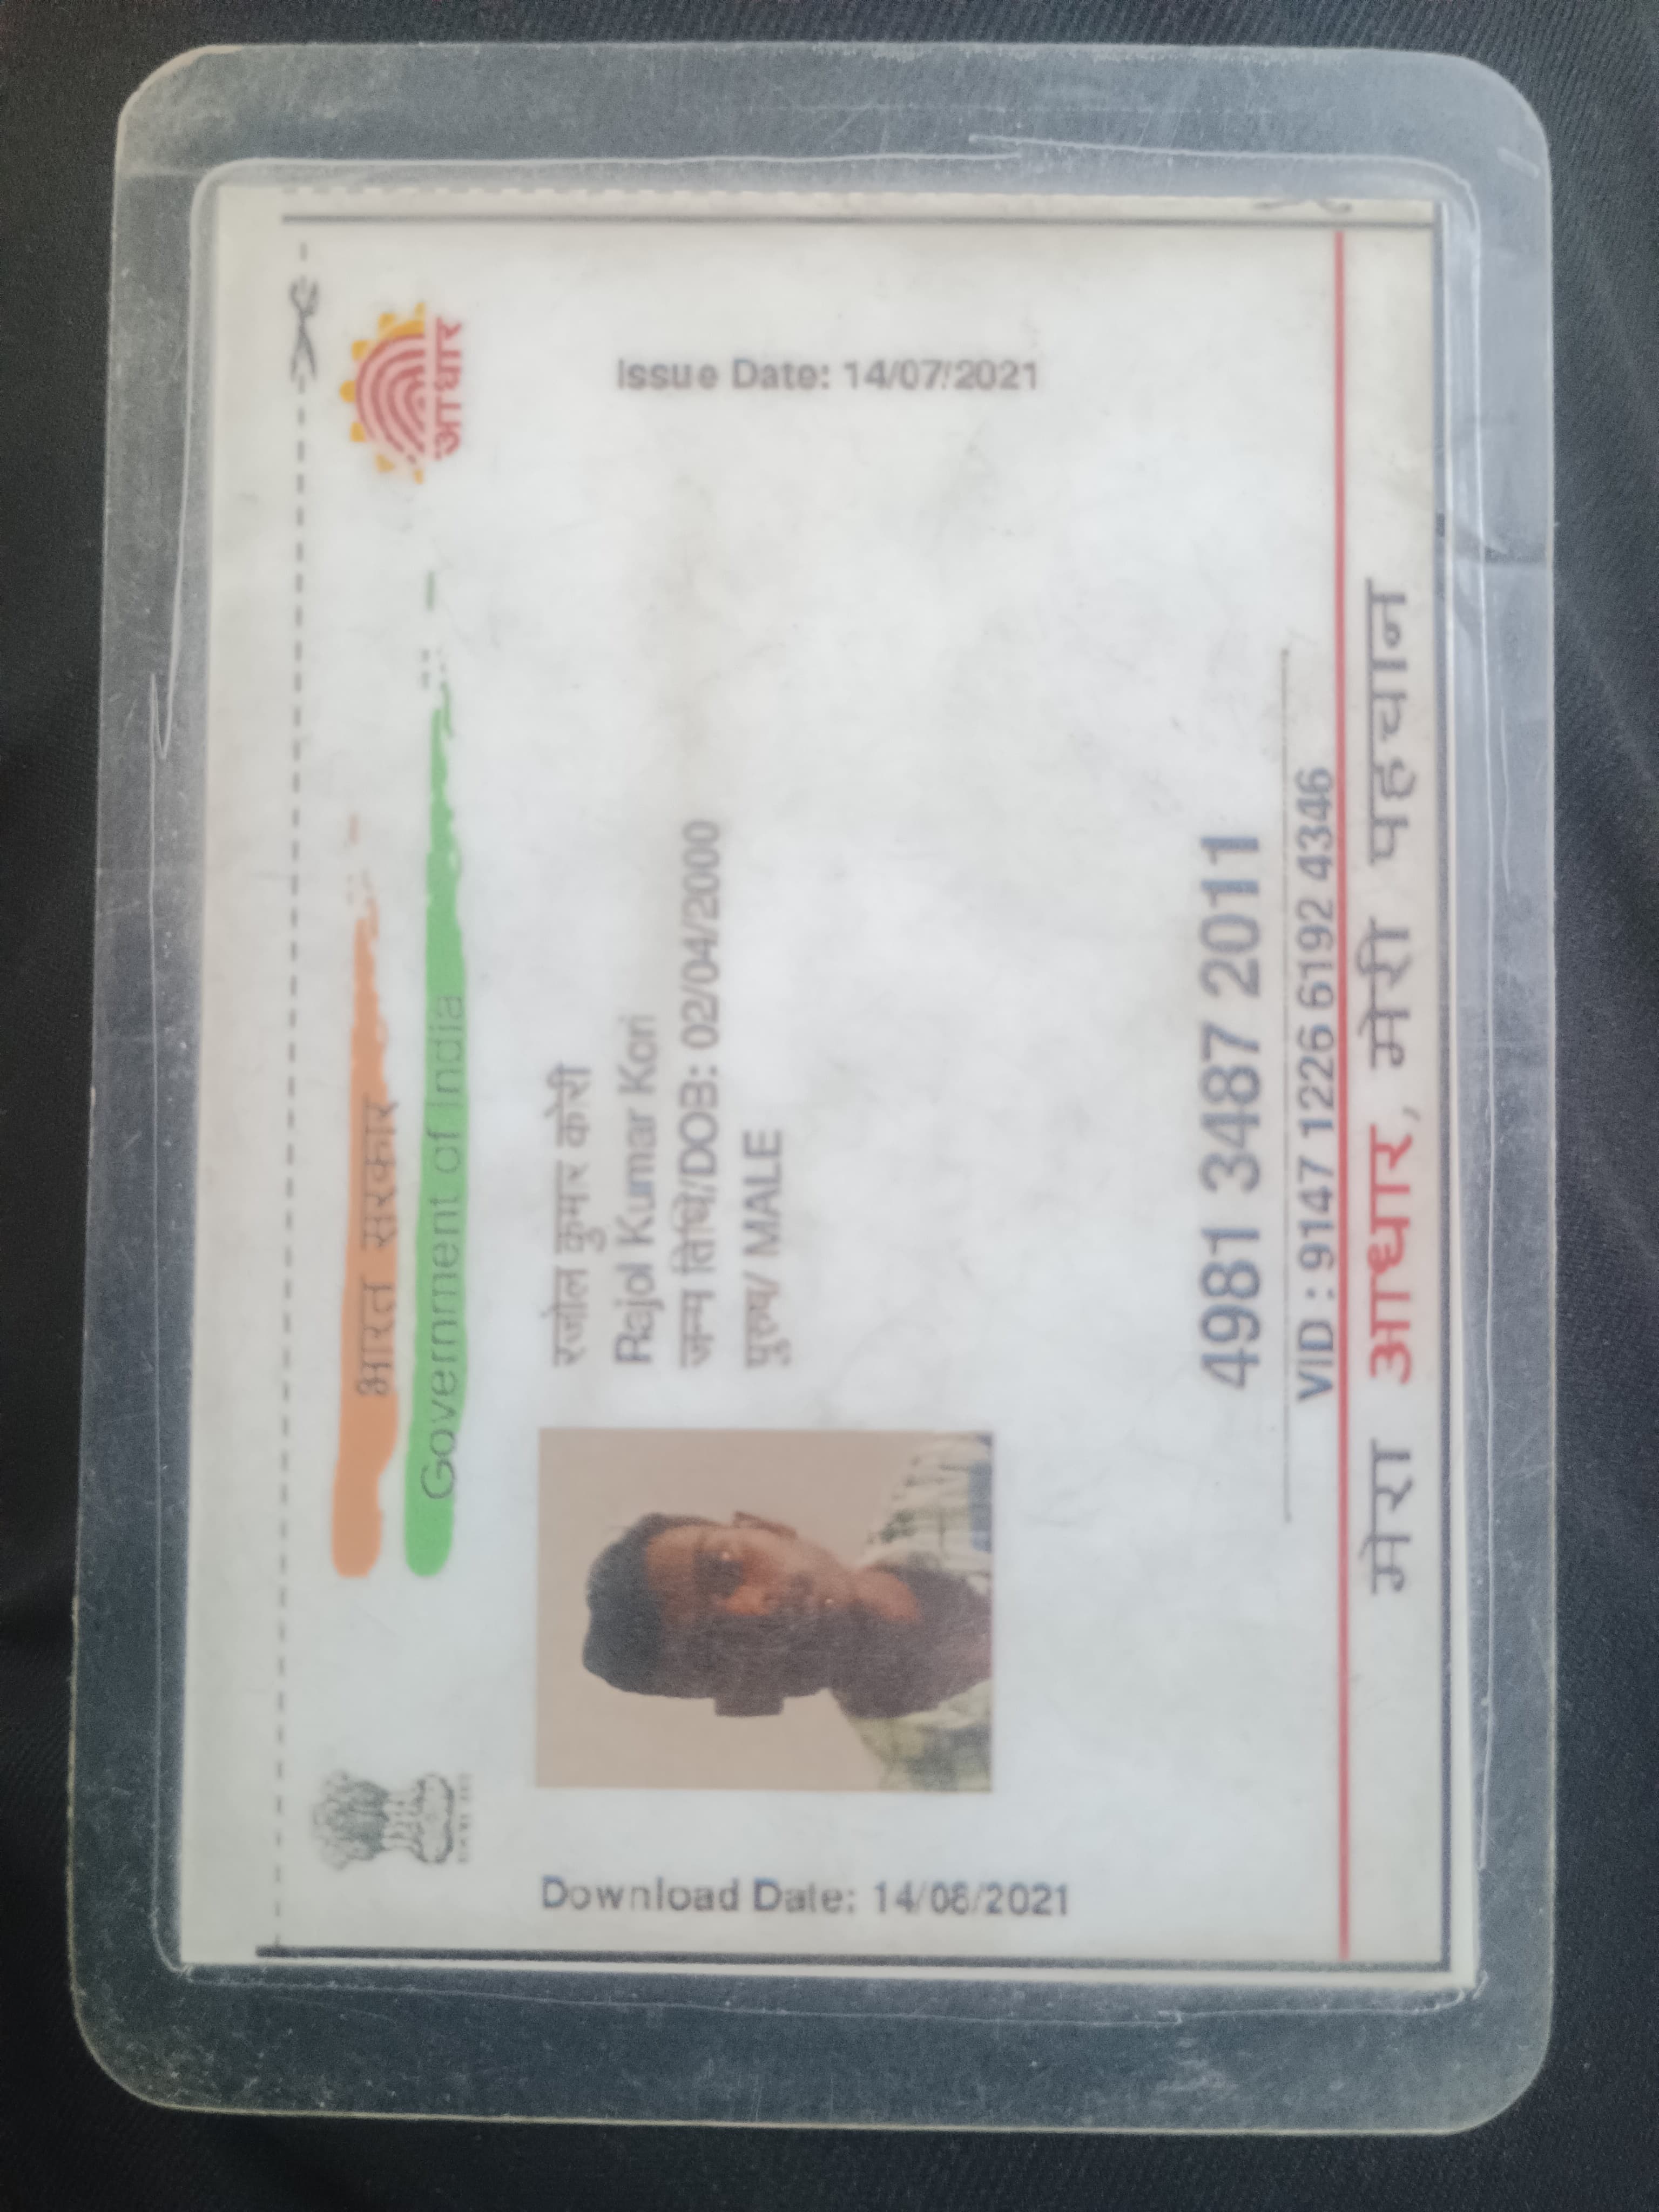 भारत सरकार
Government of India
आधार
Download Date: 14/08/2021
Issue Date: 14/07/2021
रजोल कुमार कोरी
Rajol Kumar Kori
जन्म तिथि/DOB: 02/04/2000
पुरुष/ MALE
4981 3487 2011
VID : 9147 1226 6192 4346
मेरा आधार, मेरी पहचान